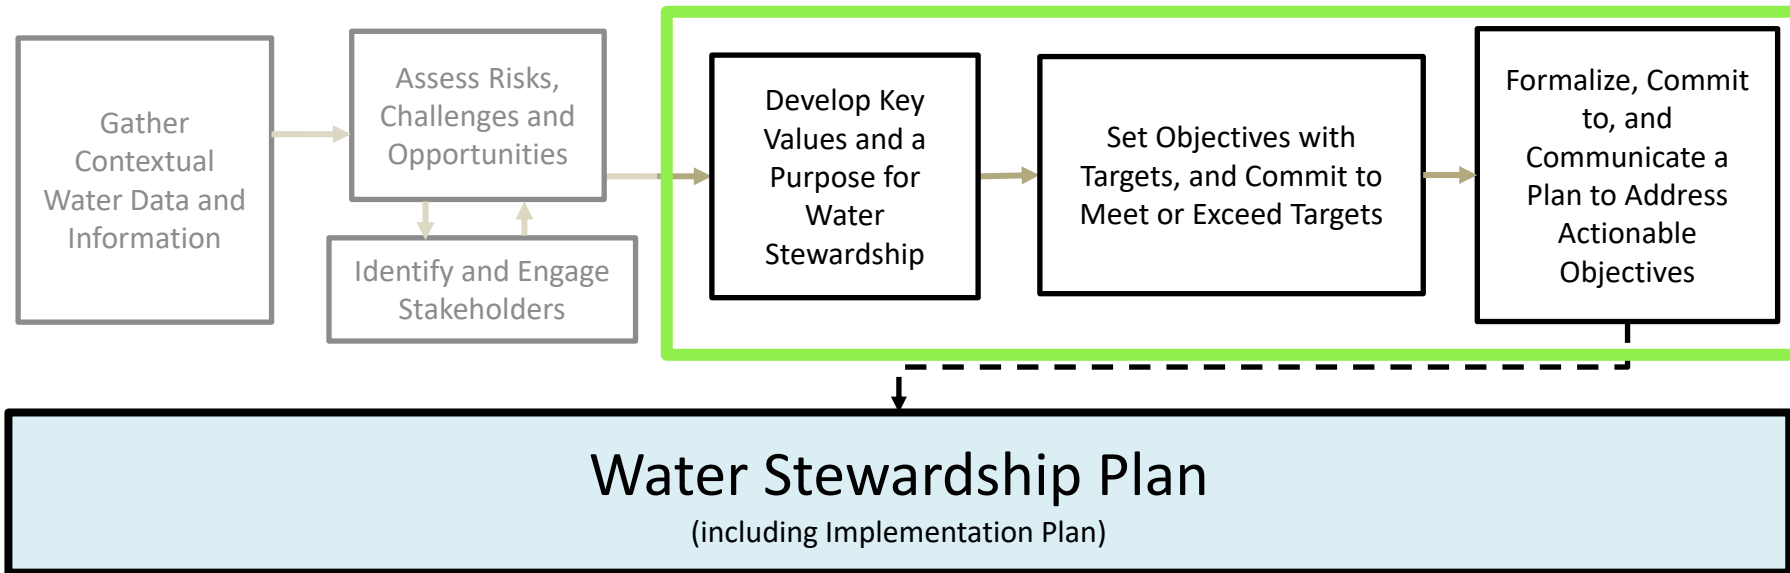 Gather
Contextual
Water Data and
Information
Assess Risks,
Challenges and
Opportunities
Identify and Engage
Stakeholders
Develop Key
Values and a
Purpose for
Water
Stewardship
Set Objectives with
Targets, and Commit to
Meet or Exceed Targets
Formalize, Commit
to, and
Communicate a
Plan to Address
Actionable
Objectives
Water Stewardship Plan
(including Implementation Plan)